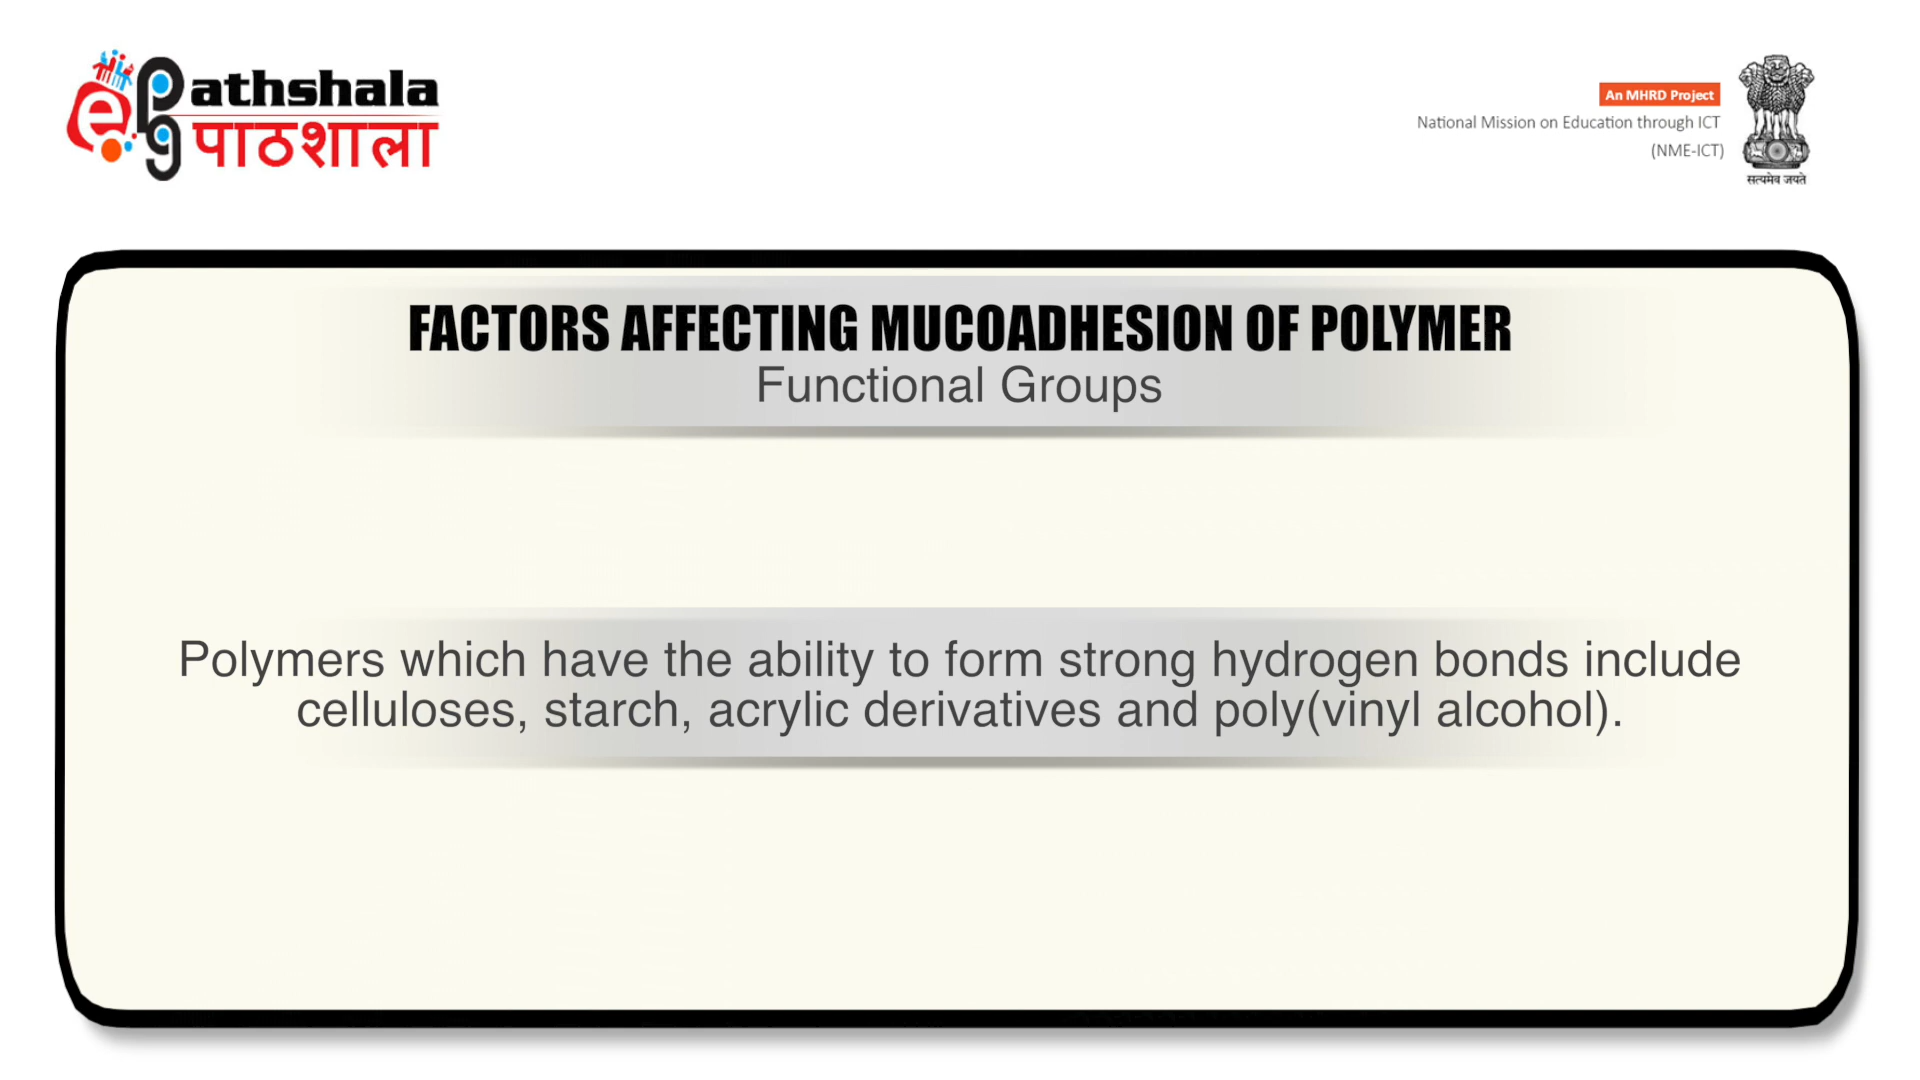 ePG Pathshala
पाठशाला
An MHRD Project
National Mission on Education through ICT
(NME-ICT)
सत्यमेव जयते
FACTORS AFFECTING MUCOADHESION OF POLYMER
Functional Groups
Polymers which have the ability to form strong hydrogen bonds include
celluloses, starch, acrylic derivatives and poly(vinyl alcohol).